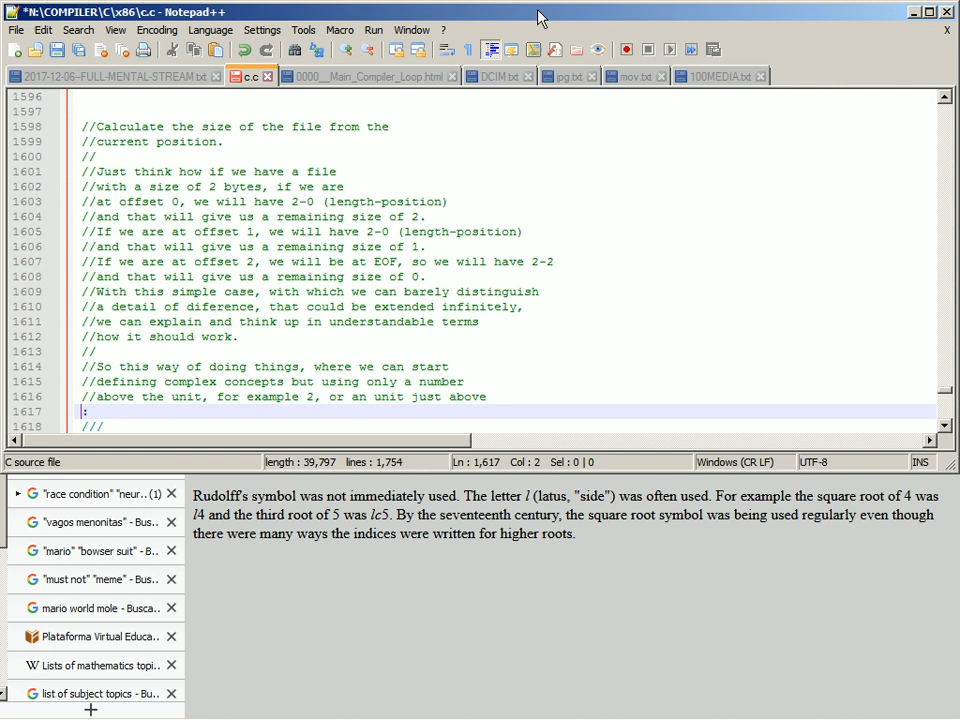 *N:\COMPILER\C\x86\c.c - Notepad++
File Edit Search View Encoding Language Settings Tools Macro Run Window ? X
2017-12-06--FULL-MENTAL-STREAM.txt c.c 0000__Main_Compiler_Loop.html DCIM.txt jpg.txt mov.txt 100MEDIA.txt
1596
1597
1598 //Calculate the size of the file from the
1599 //current position.
1600 //
1601 //Just think how if we have a file
1602 //with a size of 2 bytes, if we are
1603 //at offset 0, we will have 2-0 (length-position)
1604 //and that will give us a remaining size of 2.
1605 //If we are at offset 1, we will have 2-0 (length-position)
1606 //and that will give us a remaining size of 1.
1607 //If we are at offset 2, we will be at EOF, so we will have 2-2
1608 //and that will give us a remaining size of 0.
1609 //With this simple case, with which we can barely distinguish
1610 //a detail of diference, that could be extended infinitely,
1611 //we can explain and think up in understandable terms
1612 //how it should work.
1613 //
1614 //So this way of doing things, where we can start
1615 //defining complex concepts but using only a number
1616 //above the unit, for example 2, or an unit just above
1617 :
1618 ///
C source file length : 39,797 lines : 1,754 Ln : 1,617 Col : 2 Sel : 0 | 0 Windows (CR LF) UTF-8 INS
"race condition" "neur.. (1)
"vagos menonitas" - Bus..
"mario" "bowser suit" - B..
"must not" "meme" - Bus..
mario world mole - Busca..
Plataforma Virtual Educa..
W Lists of mathematics topi..
list of subject topics - Bu..
Rudolff's symbol was not immediately used. The letter l (latus, "side") was often used. For example the square root of 4 was
l4 and the third root of 5 was lc5. By the seventeenth century, the square root symbol was being used regularly even though
there were many ways the indices were written for higher roots.